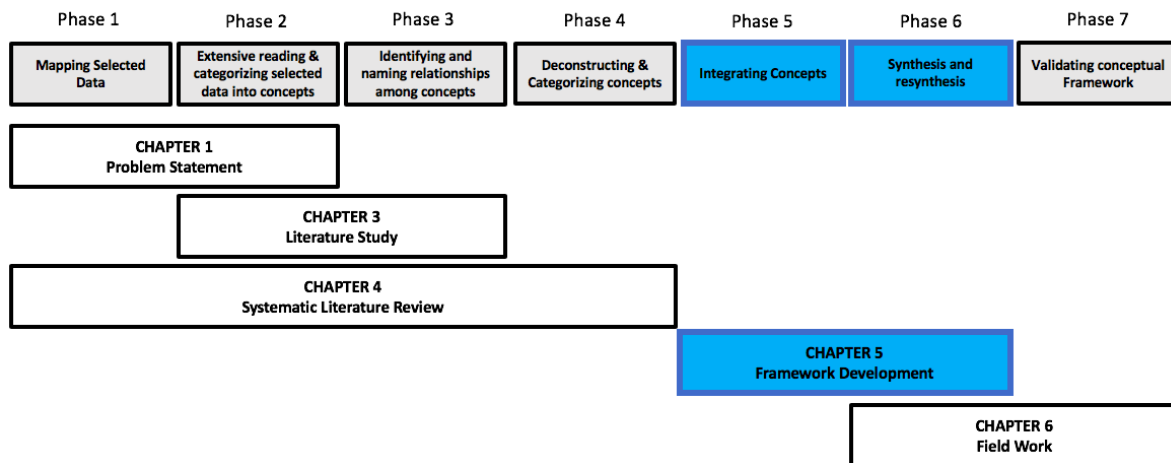 Phase 1
Phase 2
Phase 3
Phase 4
Phase 5
Phase 6
Phase 7
Mapping Selected
Data
Extensive reading &
categorizing selected
data into concepts
Identifying and
naming relationships
among concepts
Deconstructing &
Categorizing concepts
Integrating Concepts
Synthesis and
resynthesis
Validating conceptual
Framework
CHAPTER 1
Problem Statement
CHAPTER 3
Literature Study
CHAPTER 4
Systematic Literature Review
CHAPTER 5
Framework Development
CHAPTER 6
Field Work